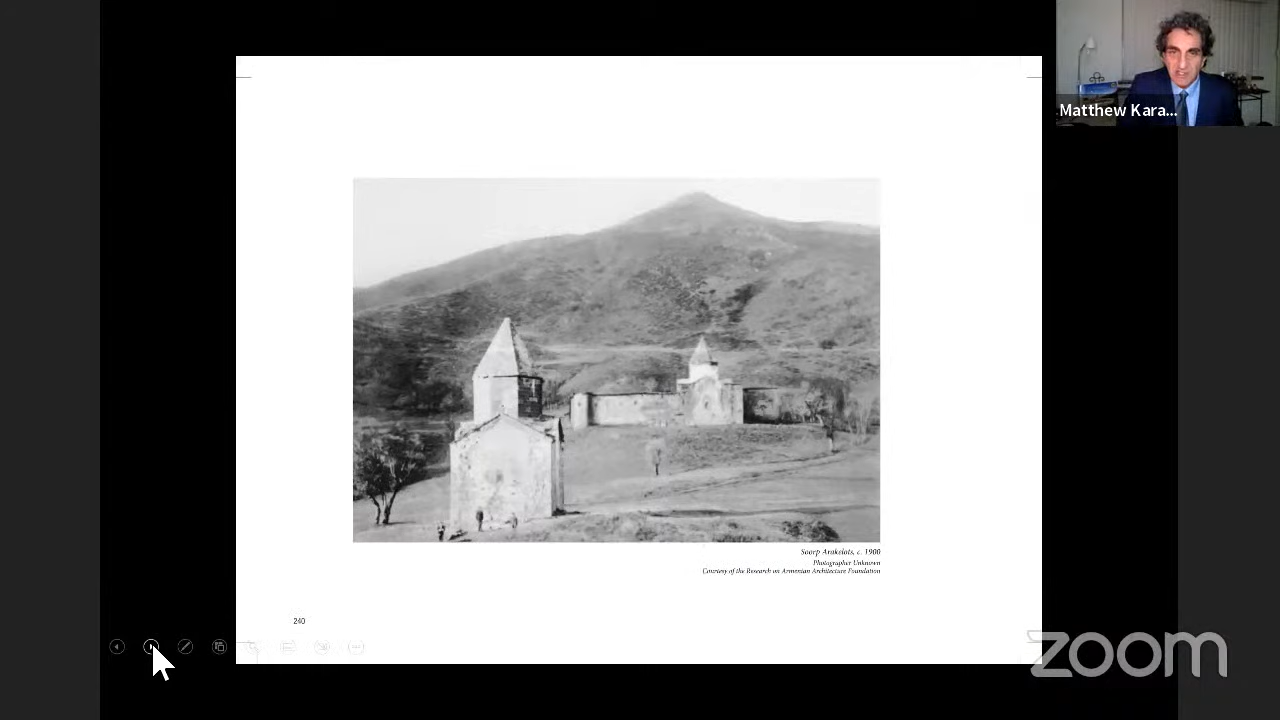 Matthew Kara...
Soorp Arakelots, c. 1900
Photographer Unknown
Courtesy of the Research on Armenian Architecture Foundation
240
zoom